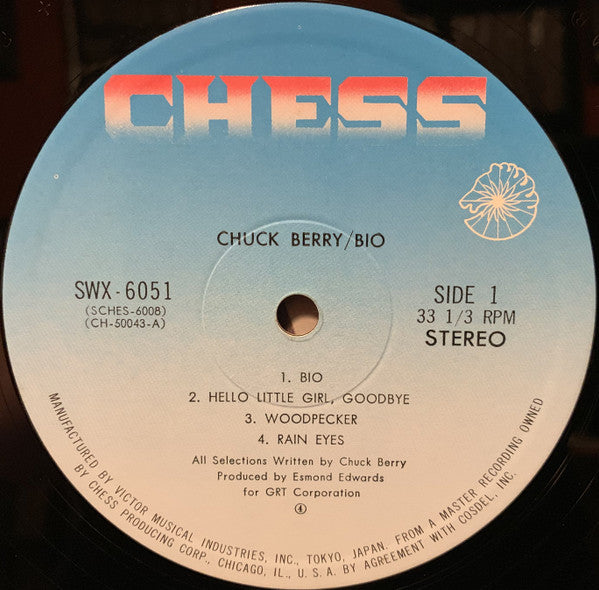 CHESS
CHUCK BERRY/BIO
SWX-6051
(SCHES-6008)
(CH-50043-A)
SIDE 1
33 1/3 RPM
STEREO
1. BIO
2. HELLO LITTLE GIRL, GOODBYE
3. WOODPECKER
4. RAIN EYES
All Selections Written by Chuck Berry
Produced by Esmond Edwards
for GRT Corporation
④
MANUFACTURED BY VICTOR MUSICAL INDUSTRIES, INC., TOKYO, JAPAN. FROM A MASTER RECORDING OWNED
BY CHESS PRODUCING CORP., CHICAGO, IL., U.S.A. BY AGREEMENT WITH COSDEL, INC.